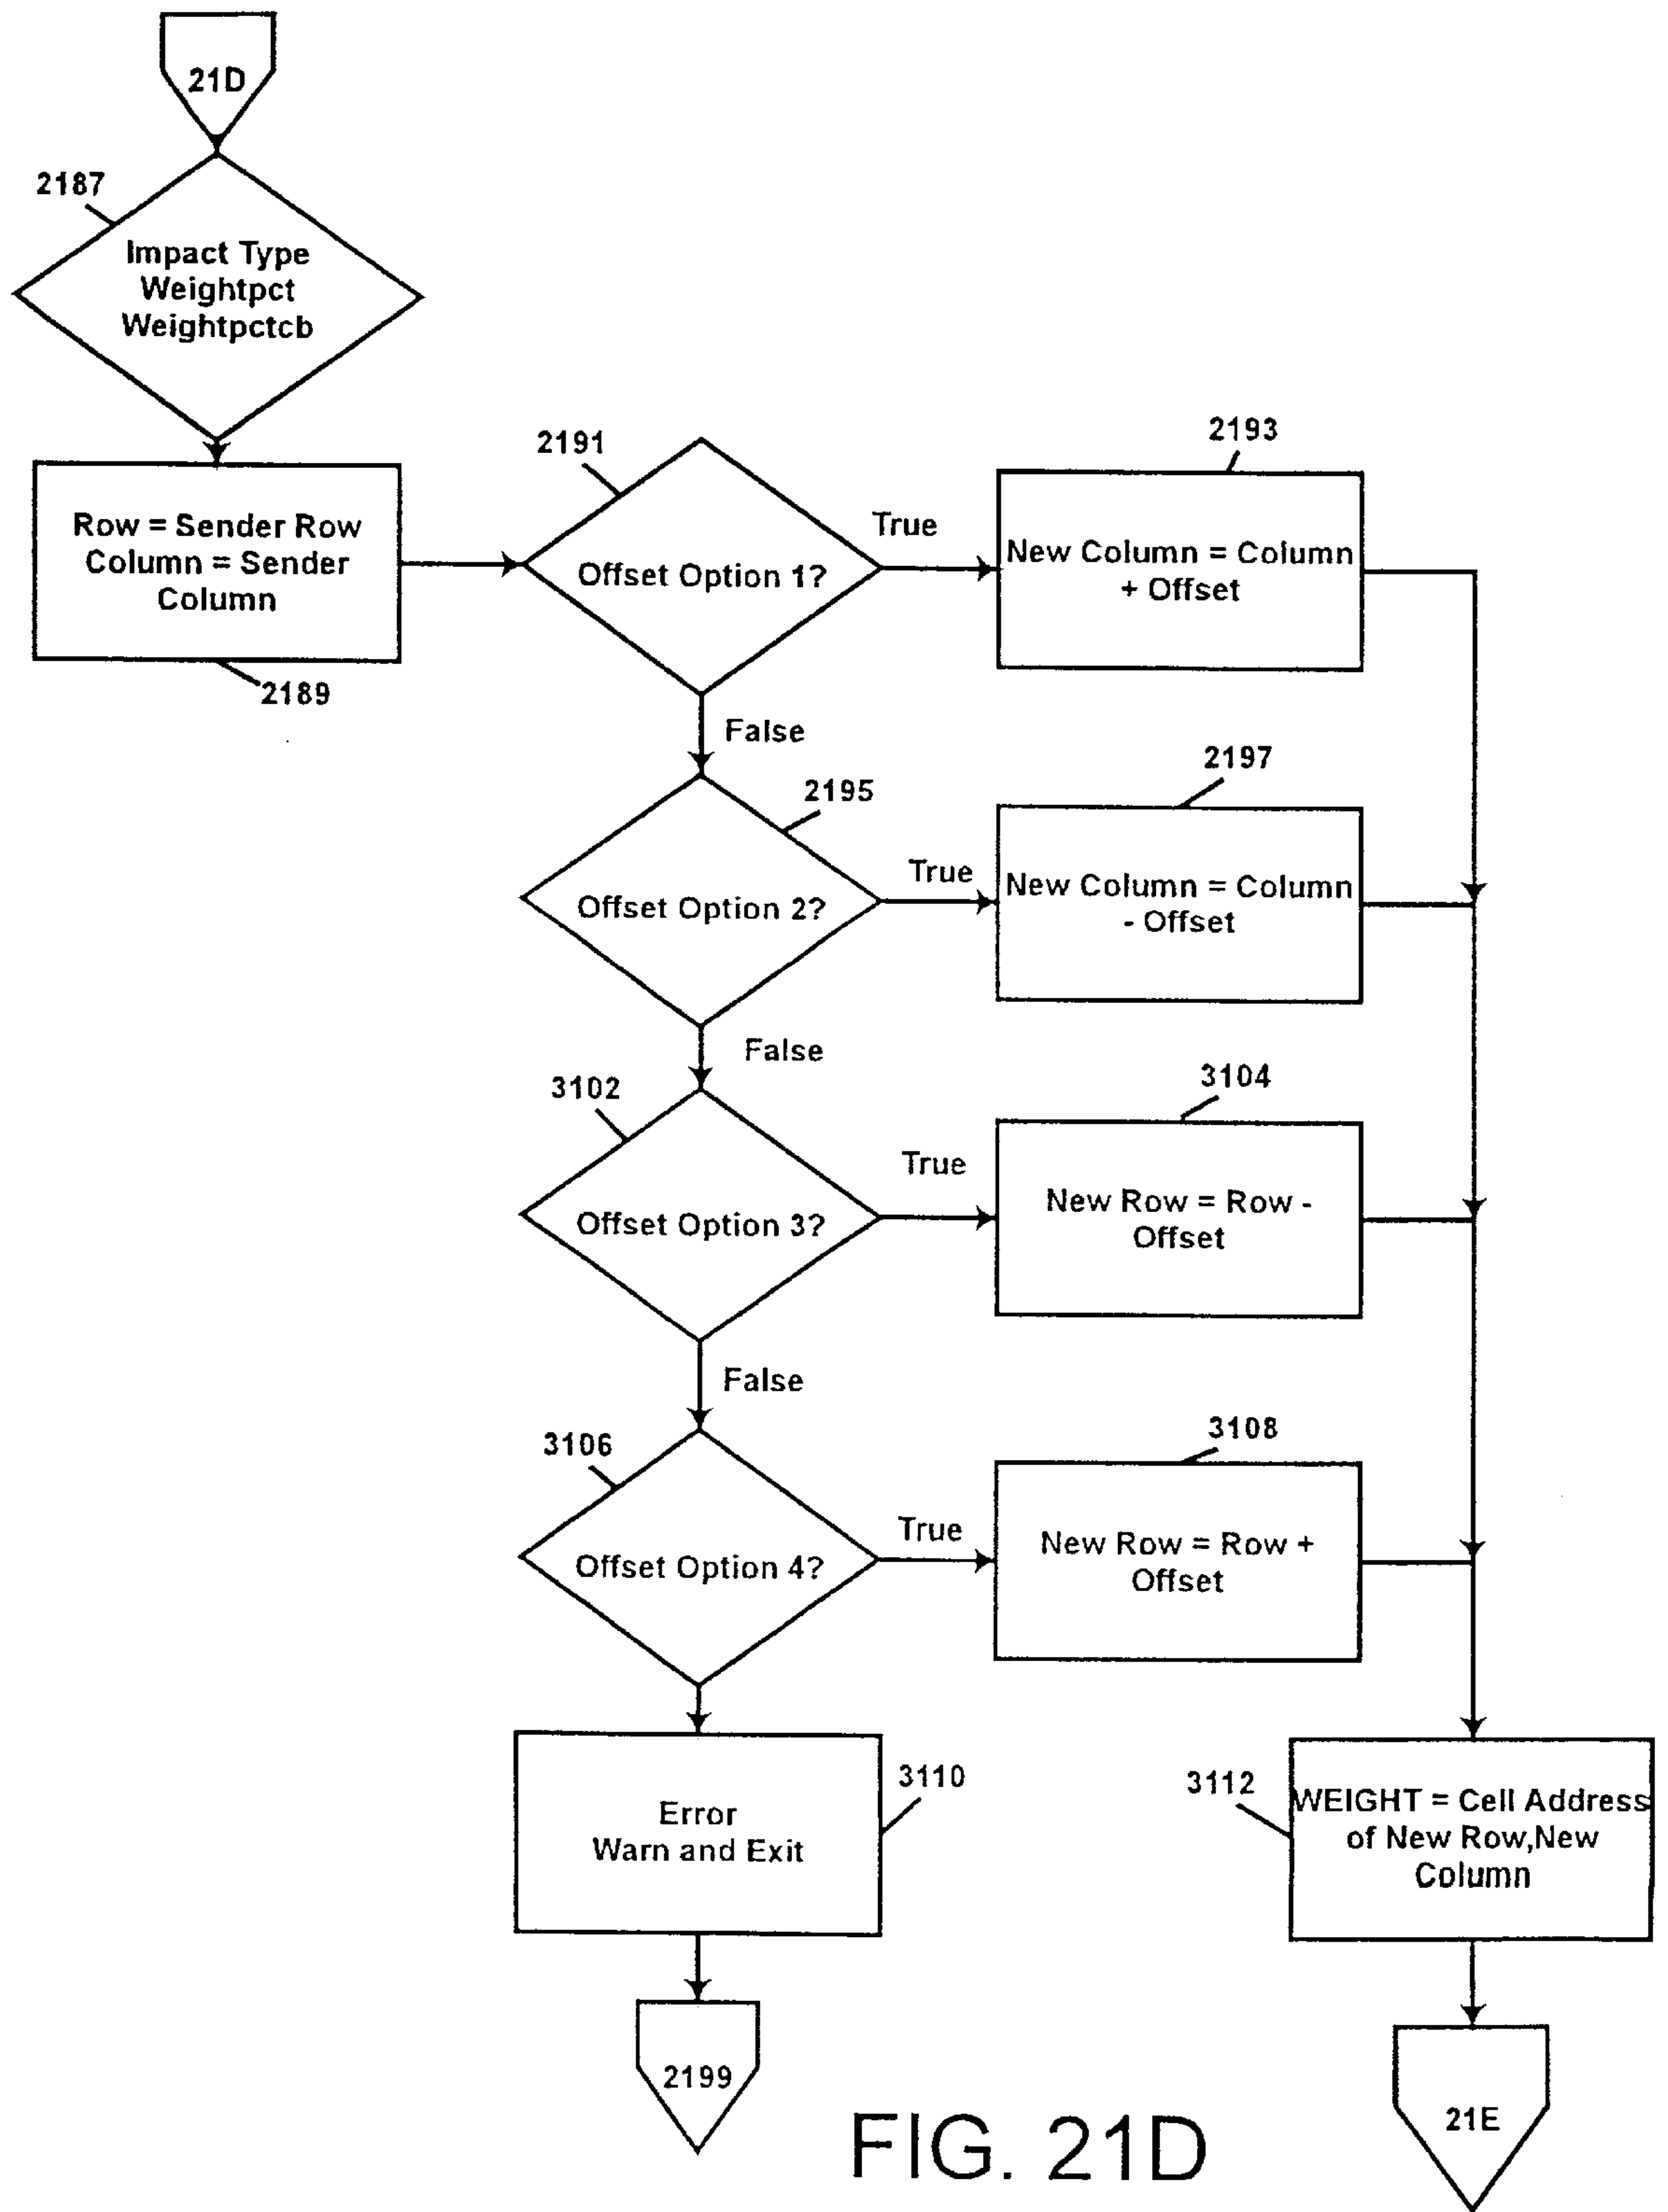 21D
2187
Impact Type
Weightpct
Weightpctcb
Row = Sender Row
Column = Sender
Column
2189
2191
Offset Option 1?
True
2193
New Column = Column
+ Offset
False
2195
Offset Option 2?
True
2197
New Column = Column
- Offset
False
3102
Offset Option 3?
True
3104
New Row = Row -
Offset
False
3106
Offset Option 4?
True
3108
New Row = Row +
Offset
Error
Warn and Exit
3110
3112
WEIGHT = Cell Address
of New Row,New
Column
2199
21E
FIG. 21D